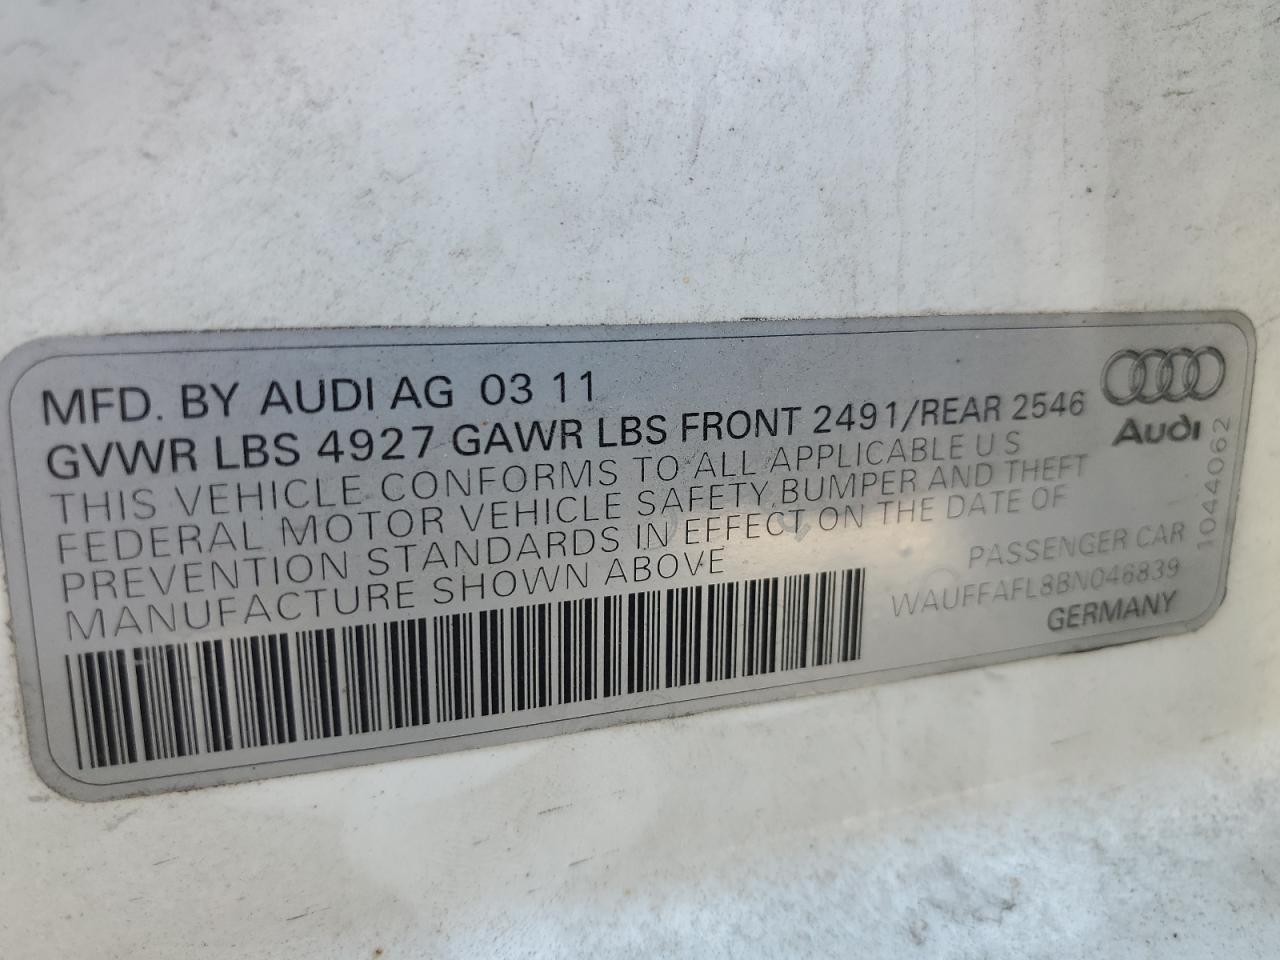 MFD. BY AUDI AG 03 11
GVWR LBS 4927 GAWR LBS FRONT 2491/REAR 2546
THIS VEHICLE CONFORMS TO ALL APPLICABLE U S
FEDERAL MOTOR VEHICLE SAFETY BUMPER AND THEFT
PREVENTION STANDARDS IN EFFECT ON THE DATE OF
MANUFACTURE SHOWN ABOVE
Audi
1044062
PASSENGER CAR
WAUFFAFL8BN046839
GERMANY